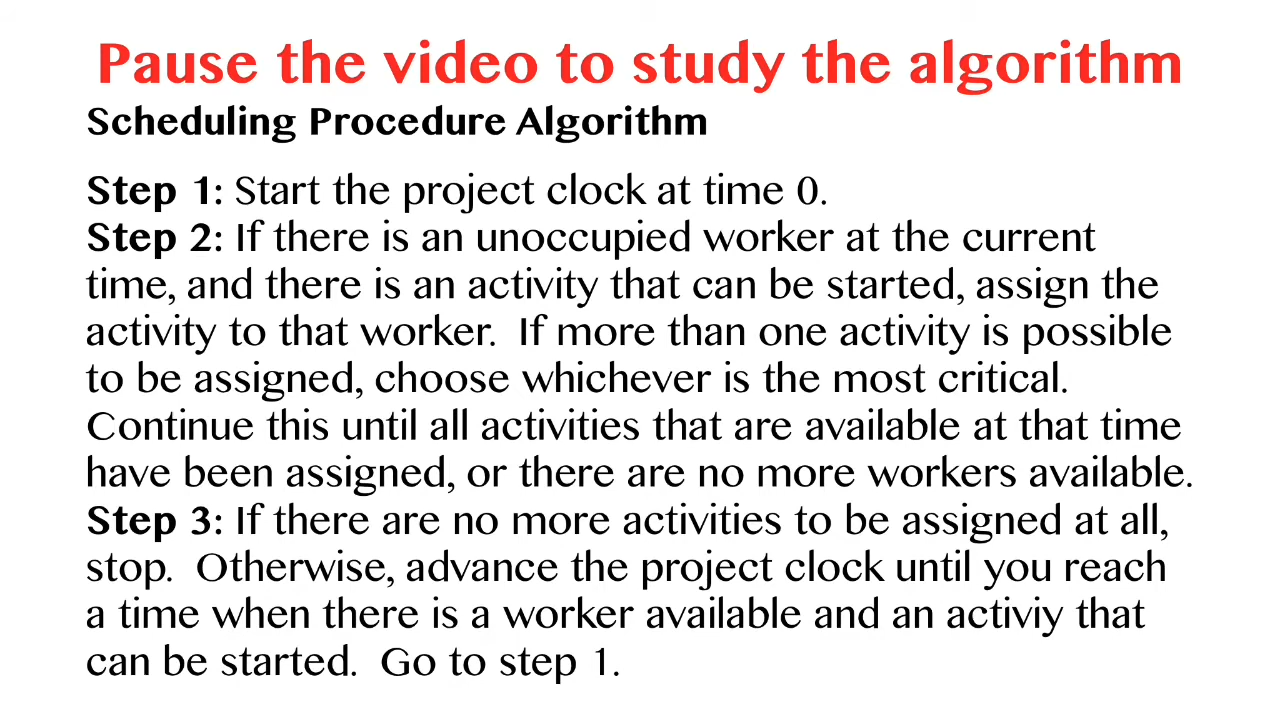 Pause the video to study the algorithm
Scheduling Procedure Algorithm
Step 1: Start the project clock at time 0.
Step 2: If there is an unoccupied worker at the current
time, and there is an activity that can be started, assign the
activity to that worker.  If more than one activity is possible
to be assigned, choose whichever is the most critical.
Continue this until all activities that are available at that time
have been assigned, or there are no more workers available.
Step 3: If there are no more activities to be assigned at all,
stop.  Otherwise, advance the project clock until you reach
a time when there is a worker available and an activiy that
can be started.  Go to step 1.